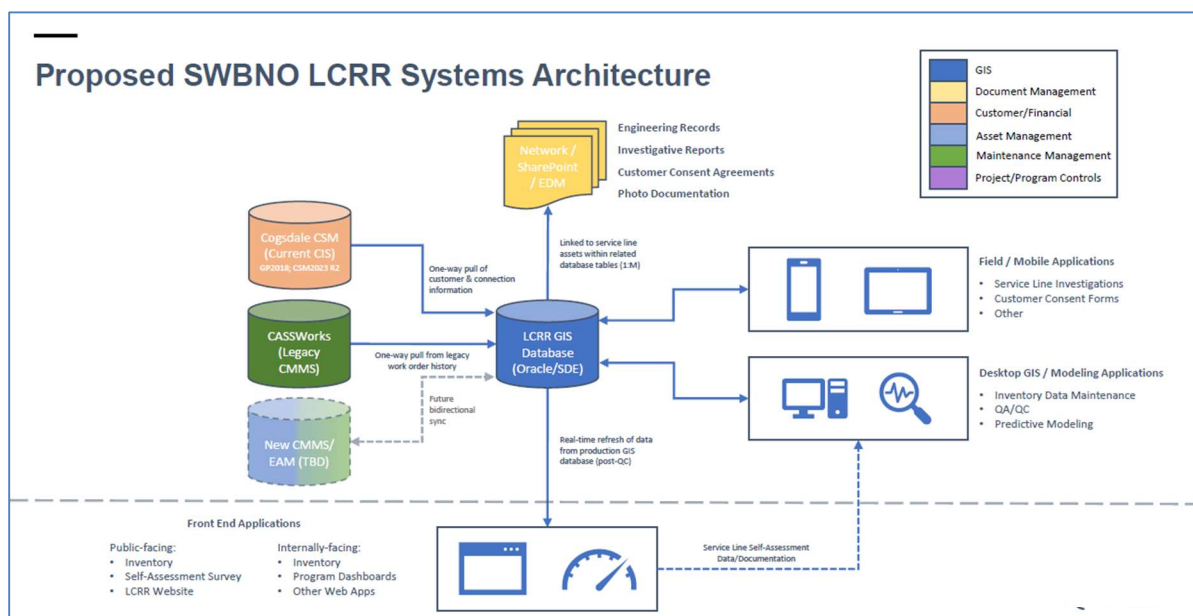 Proposed SWBNO LCRR Systems Architecture
GIS
Document Management
Customer/Financial
Asset Management
Maintenance Management
Project/Program Controls
Network /
SharePoint
/ EDM
Engineering Records
Investigative Reports
Customer Consent Agreements
Photo Documentation
Cogsdale CSM
(Current CIS)
GP2018; CSM2023 R2
One-way pull of
customer & connection
information
Linked to service line
assets within related
database tables (1:M)
Field / Mobile Applications
• Service Line Investigations
• Customer Consent Forms
• Other
CASSWorks
(Legacy
CMMS)
One-way pull from legacy
work order history
LCRR GIS
Database
(Oracle/SDE)
Desktop GIS / Modeling Applications
• Inventory Data Maintenance
• QA/QC
• Predictive Modeling
Future
bidirectional
sync
New CMMS/
EAM (TBD)
Real-time refresh of data
from production GIS
database (post-QC)
Front End Applications
Public-facing:
• Inventory
• Self-Assessment Survey
• LCRR Website
Internally-facing:
• Inventory
• Program Dashboards
• Other Web Apps
Service Line Self-Assessment
Data/Documentation